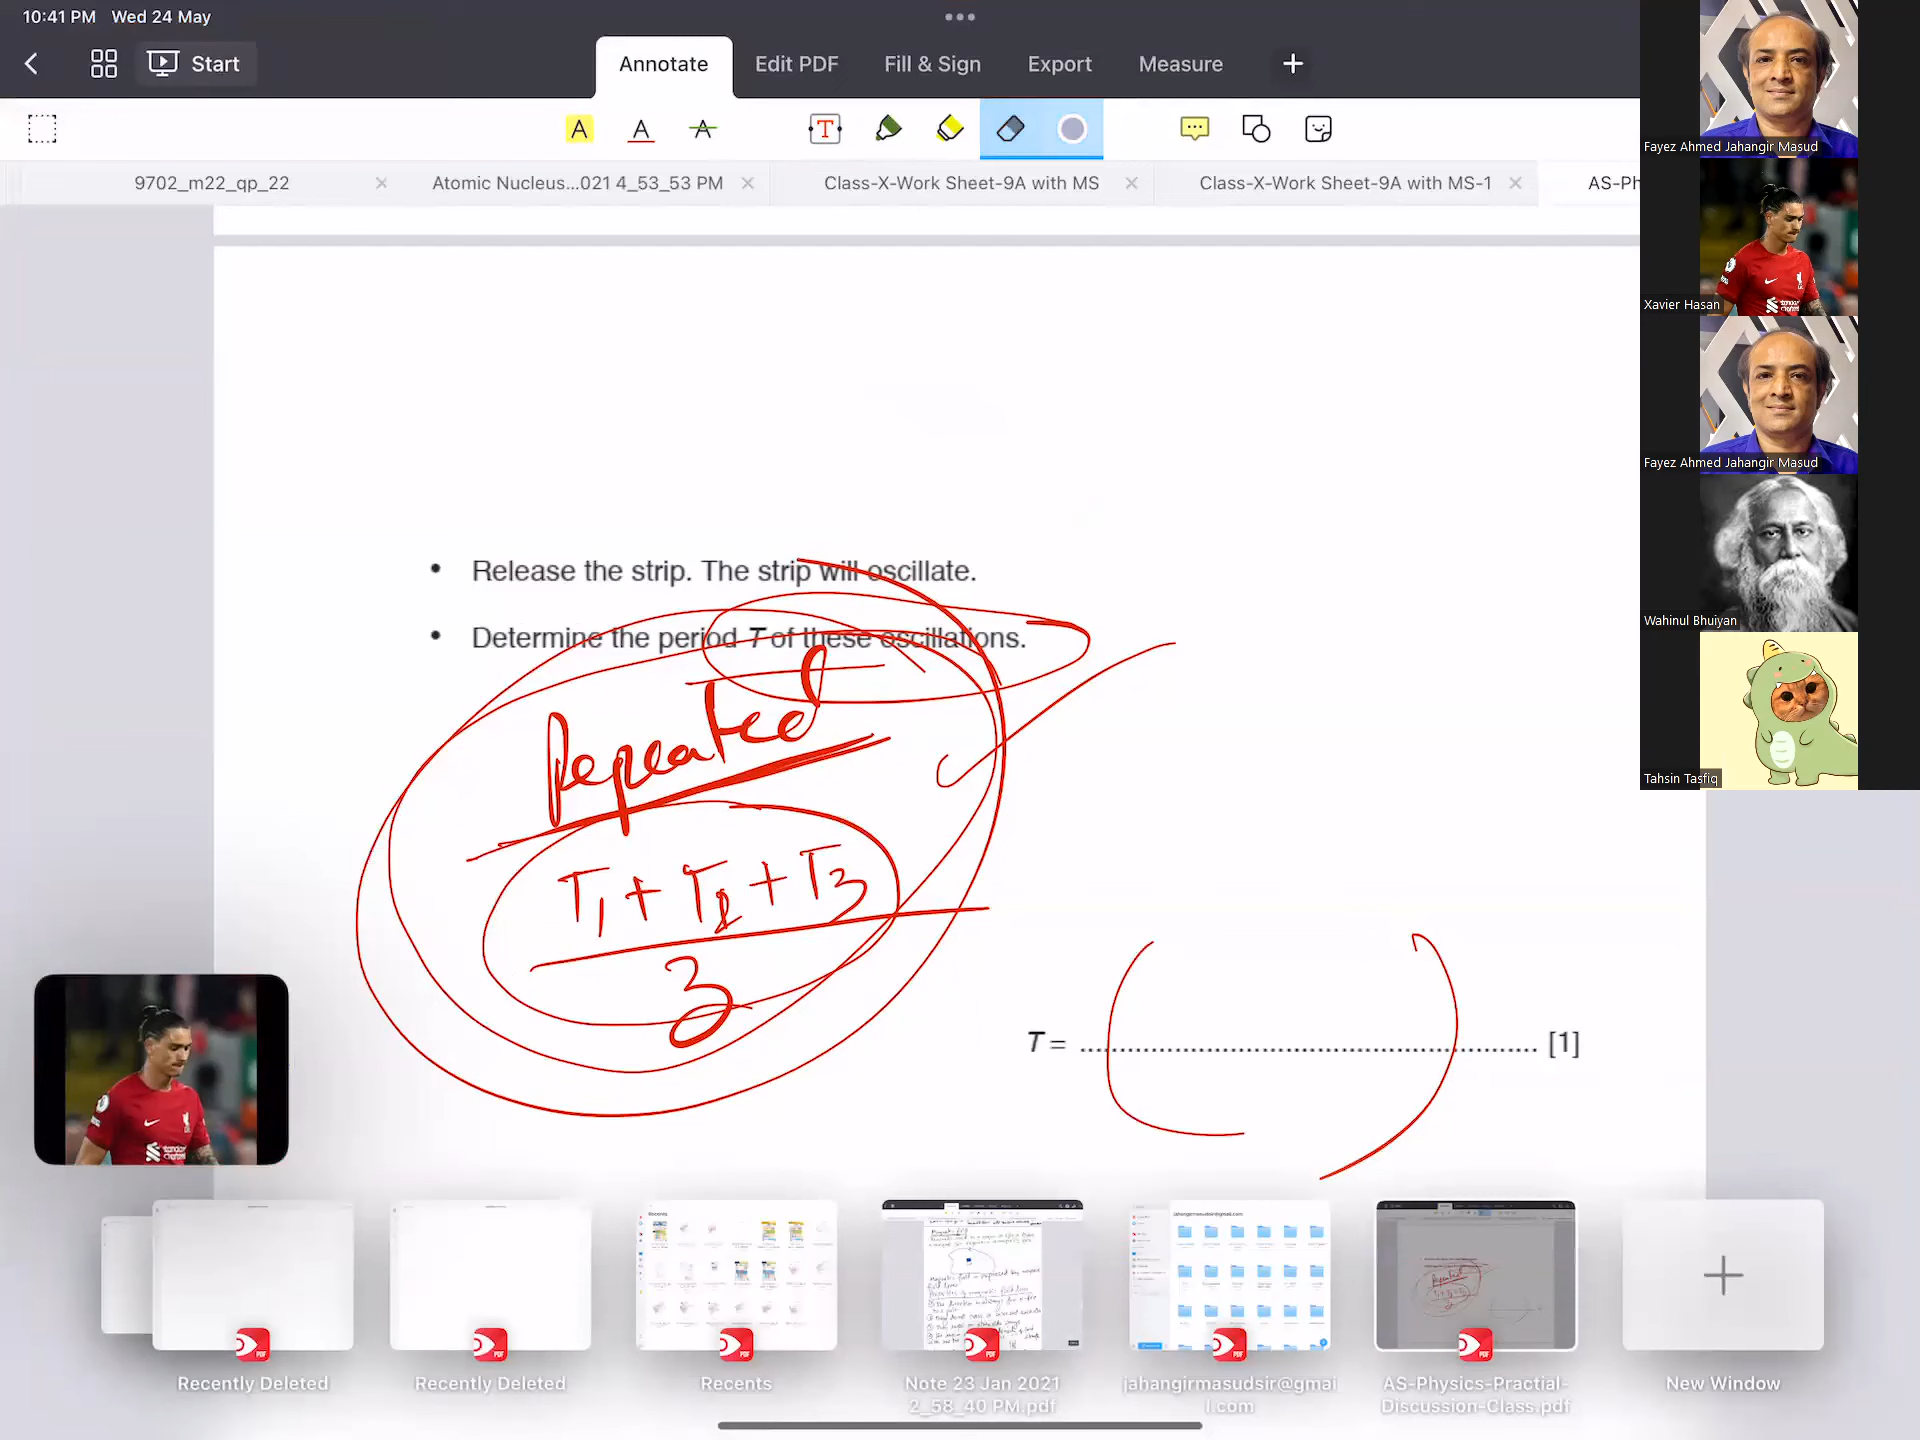 10:41 PM Wed 24 May
Start
Annotate
Edit PDF
Fill & Sign
Export
Measure
9702_m22_qp_22
Atomic Nucleus...021 4_53_53 PM
Class-X-Work Sheet-9A with MS
Class-X-Work Sheet-9A with MS-1
AS-Ph
Fayez Ahmed Jahangir Masud
Xavier Hasan
Fayez Ahmed Jahangir Masud
Wahinul Bhuiyan
Tahsin Tasfiq
• Release the strip. The strip will oscillate.
• Determine the period T of these oscillations.
Repeated
T1 + T2 + T3
3
T = ................................................................ [1]
Recently Deleted
Recently Deleted
Recents
Note 23 Jan 2021
2_58_40 PM.pdf
jahangirmasudsir@gmai
l.com
AS-Physics-Practial-
Discussion-Class.pdf
New Window